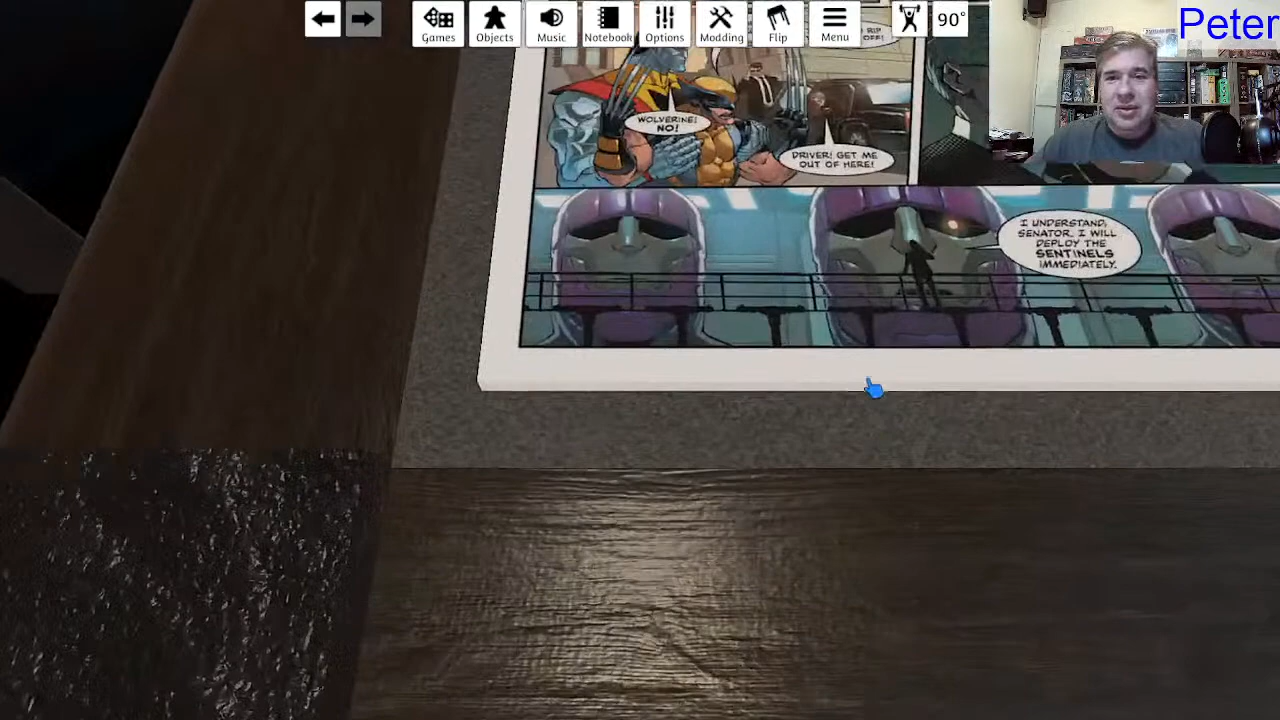 Games
Objects
Music
Notebook
Options
Modding
Flip
Menu
90°
Peter
OFF!
WOLVERINE!
NO!
DRIVER! GET ME
OUT OF HERE!
I UNDERSTAND,
SENATOR. I WILL
DEPLOY THE
SENTINELS
IMMEDIATELY.